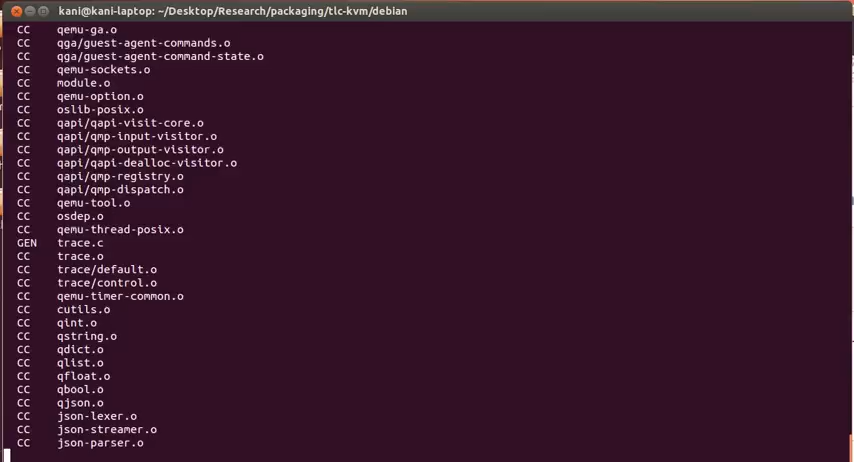 kani@kani-laptop: ~/Desktop/Research/packaging/tlc-kvm/debian
CC    qemu-ga.o
CC    qga/guest-agent-commands.o
CC    qga/guest-agent-command-state.o
CC    qemu-sockets.o
CC    module.o
CC    qemu-option.o
CC    oslib-posix.o
CC    qapi/qapi-visit-core.o
CC    qapi/qmp-input-visitor.o
CC    qapi/qmp-output-visitor.o
CC    qapi/qapi-dealloc-visitor.o
CC    qapi/qmp-registry.o
CC    qapi/qmp-dispatch.o
CC    qemu-tool.o
CC    osdep.o
CC    qemu-thread-posix.o
GEN   trace.c
CC    trace.o
CC    trace/default.o
CC    trace/control.o
CC    qemu-timer-common.o
CC    cutils.o
CC    qint.o
CC    qstring.o
CC    qdict.o
CC    qlist.o
CC    qfloat.o
CC    qbool.o
CC    qjson.o
CC    json-lexer.o
CC    json-streamer.o
CC    json-parser.o